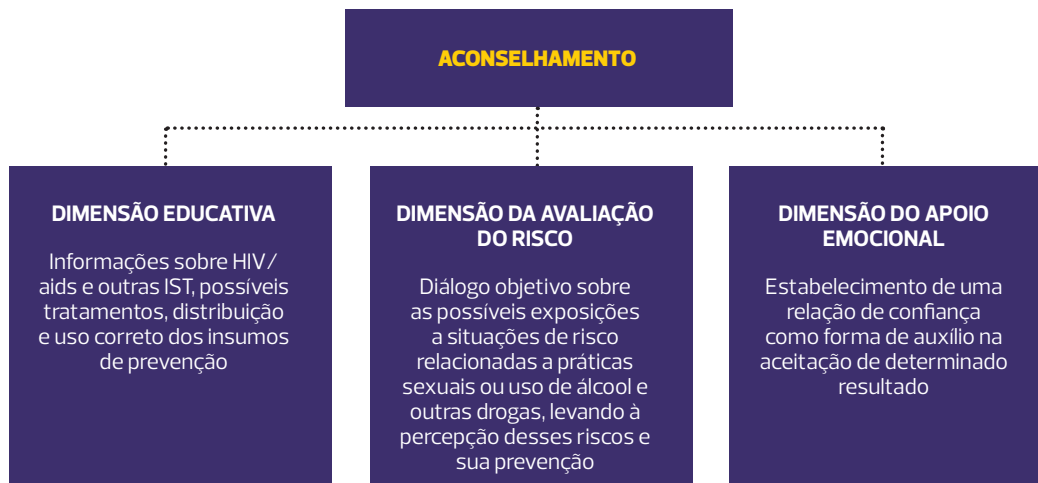 ACONSELHAMENTO
DIMENSÃO EDUCATIVA
Informações sobre HIV/
aids e outras IST, possíveis
tratamentos, distribuição
e uso correto dos insumos
de prevenção
DIMENSÃO DA AVALIAÇÃO
DO RISCO
Diálogo objetivo sobre
as possíveis exposições
a situações de risco
relacionadas a práticas
sexuais ou uso de álcool e
outras drogas, levando à
percepção desses riscos e
sua prevenção
DIMENSÃO DO APOIO
EMOCIONAL
Estabelecimento de uma
relação de confiança
como forma de auxílio na
aceitação de determinado
resultado